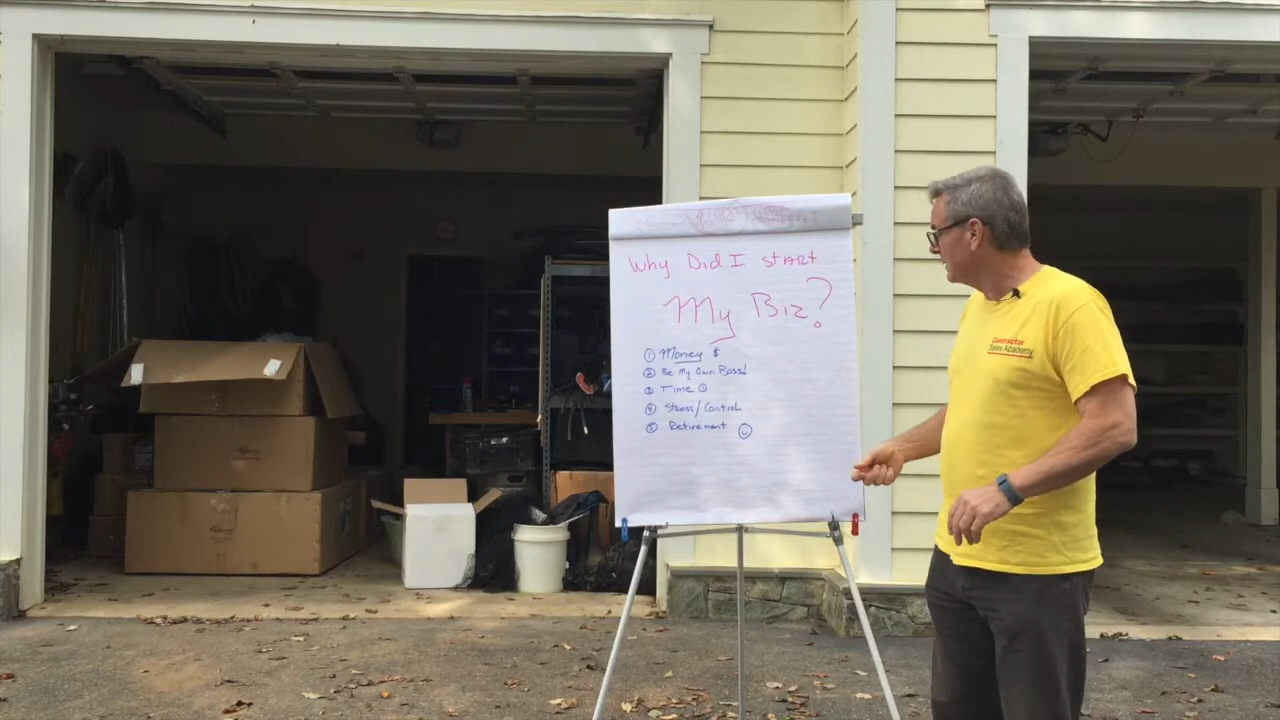 Why Did I start
My Biz?
① Money $
② Be My Own Boss!
③ Time
④ Stress/Control
⑤ Retirement
Contractor
Sales Academy